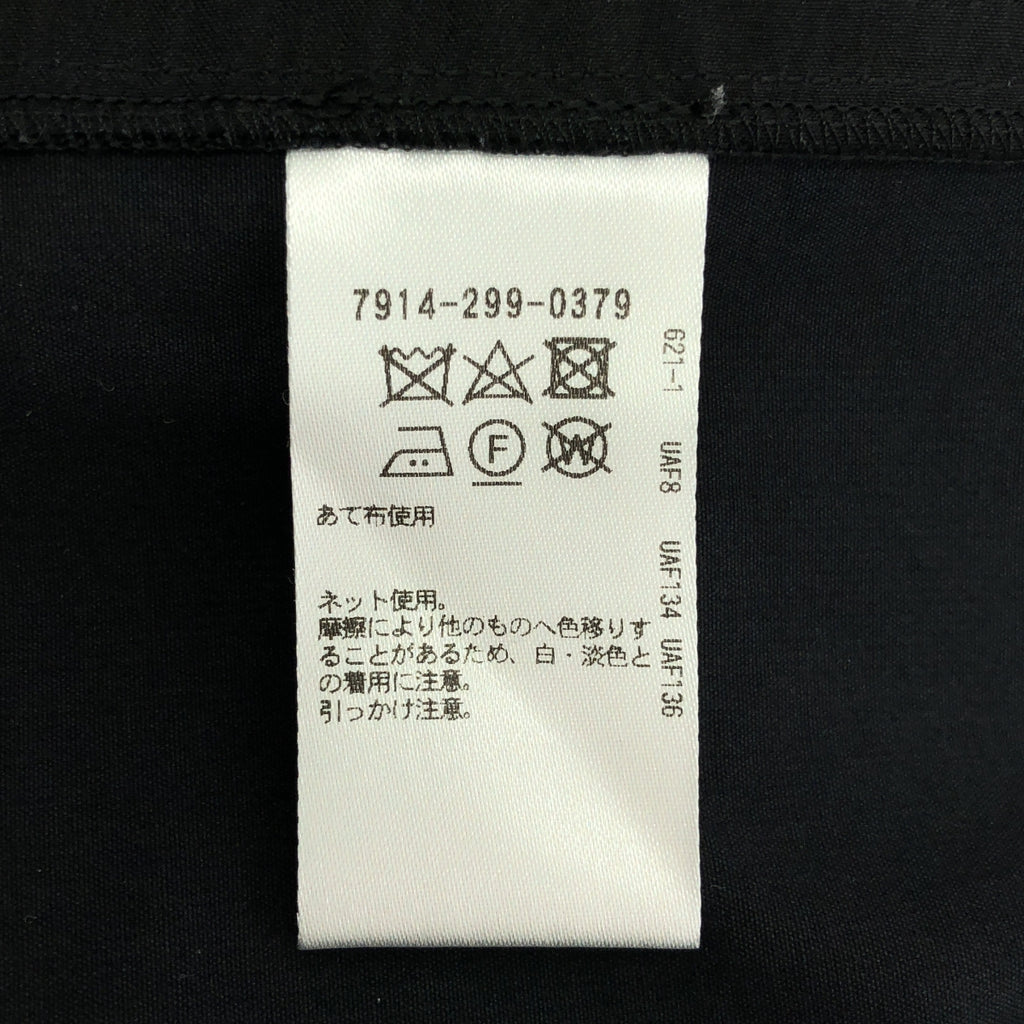 7914-299-0379
F
W
あて布使用
ネット使用。
摩擦により他のものへ色移りす
ることがあるため、白・淡色と
の着用に注意。
引っかけ注意。
621-1 UAF8 UAF134 UAF136